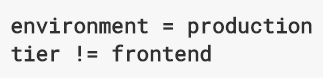 environment = production
tier != frontend